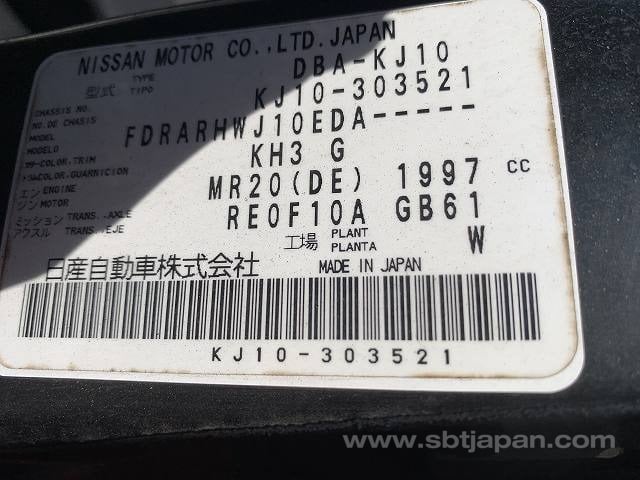 NISSAN MOTOR CO.,LTD.JAPAN
型式 TYPE TIPO DBA-KJ10
CHASSIS NO. NO.DE CHASIS KJ10-303521
MODEL MODELO FDRARHWJ10EDA-----
COLOR,TRIM COLOR,GUARNICION KH3 G
エンジン ENGINE MOTOR MR20(DE) 1997 cc
ミッション アクスル TRANS.,AXLE TRANS.,EJE RE0F10A GB61
工場 PLANT PLANTA W
日産自動車株式会社 MADE IN JAPAN
KJ10-303521
www.sbtjapan.com